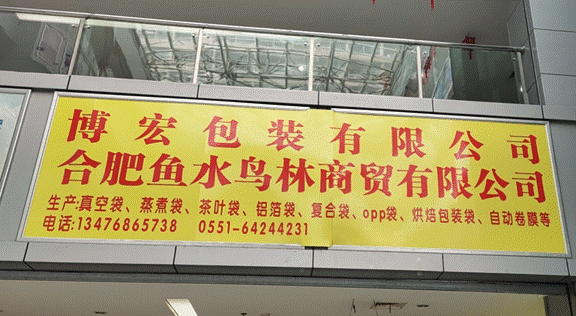 博宏包装有限公司
合肥鱼水鸟林商贸有限公司
生产:真空袋、蒸煮袋、茶叶袋、铝箔袋、复合袋、opp袋、烘焙包装袋、自动卷膜等
电话:13476865738 0551-64244231